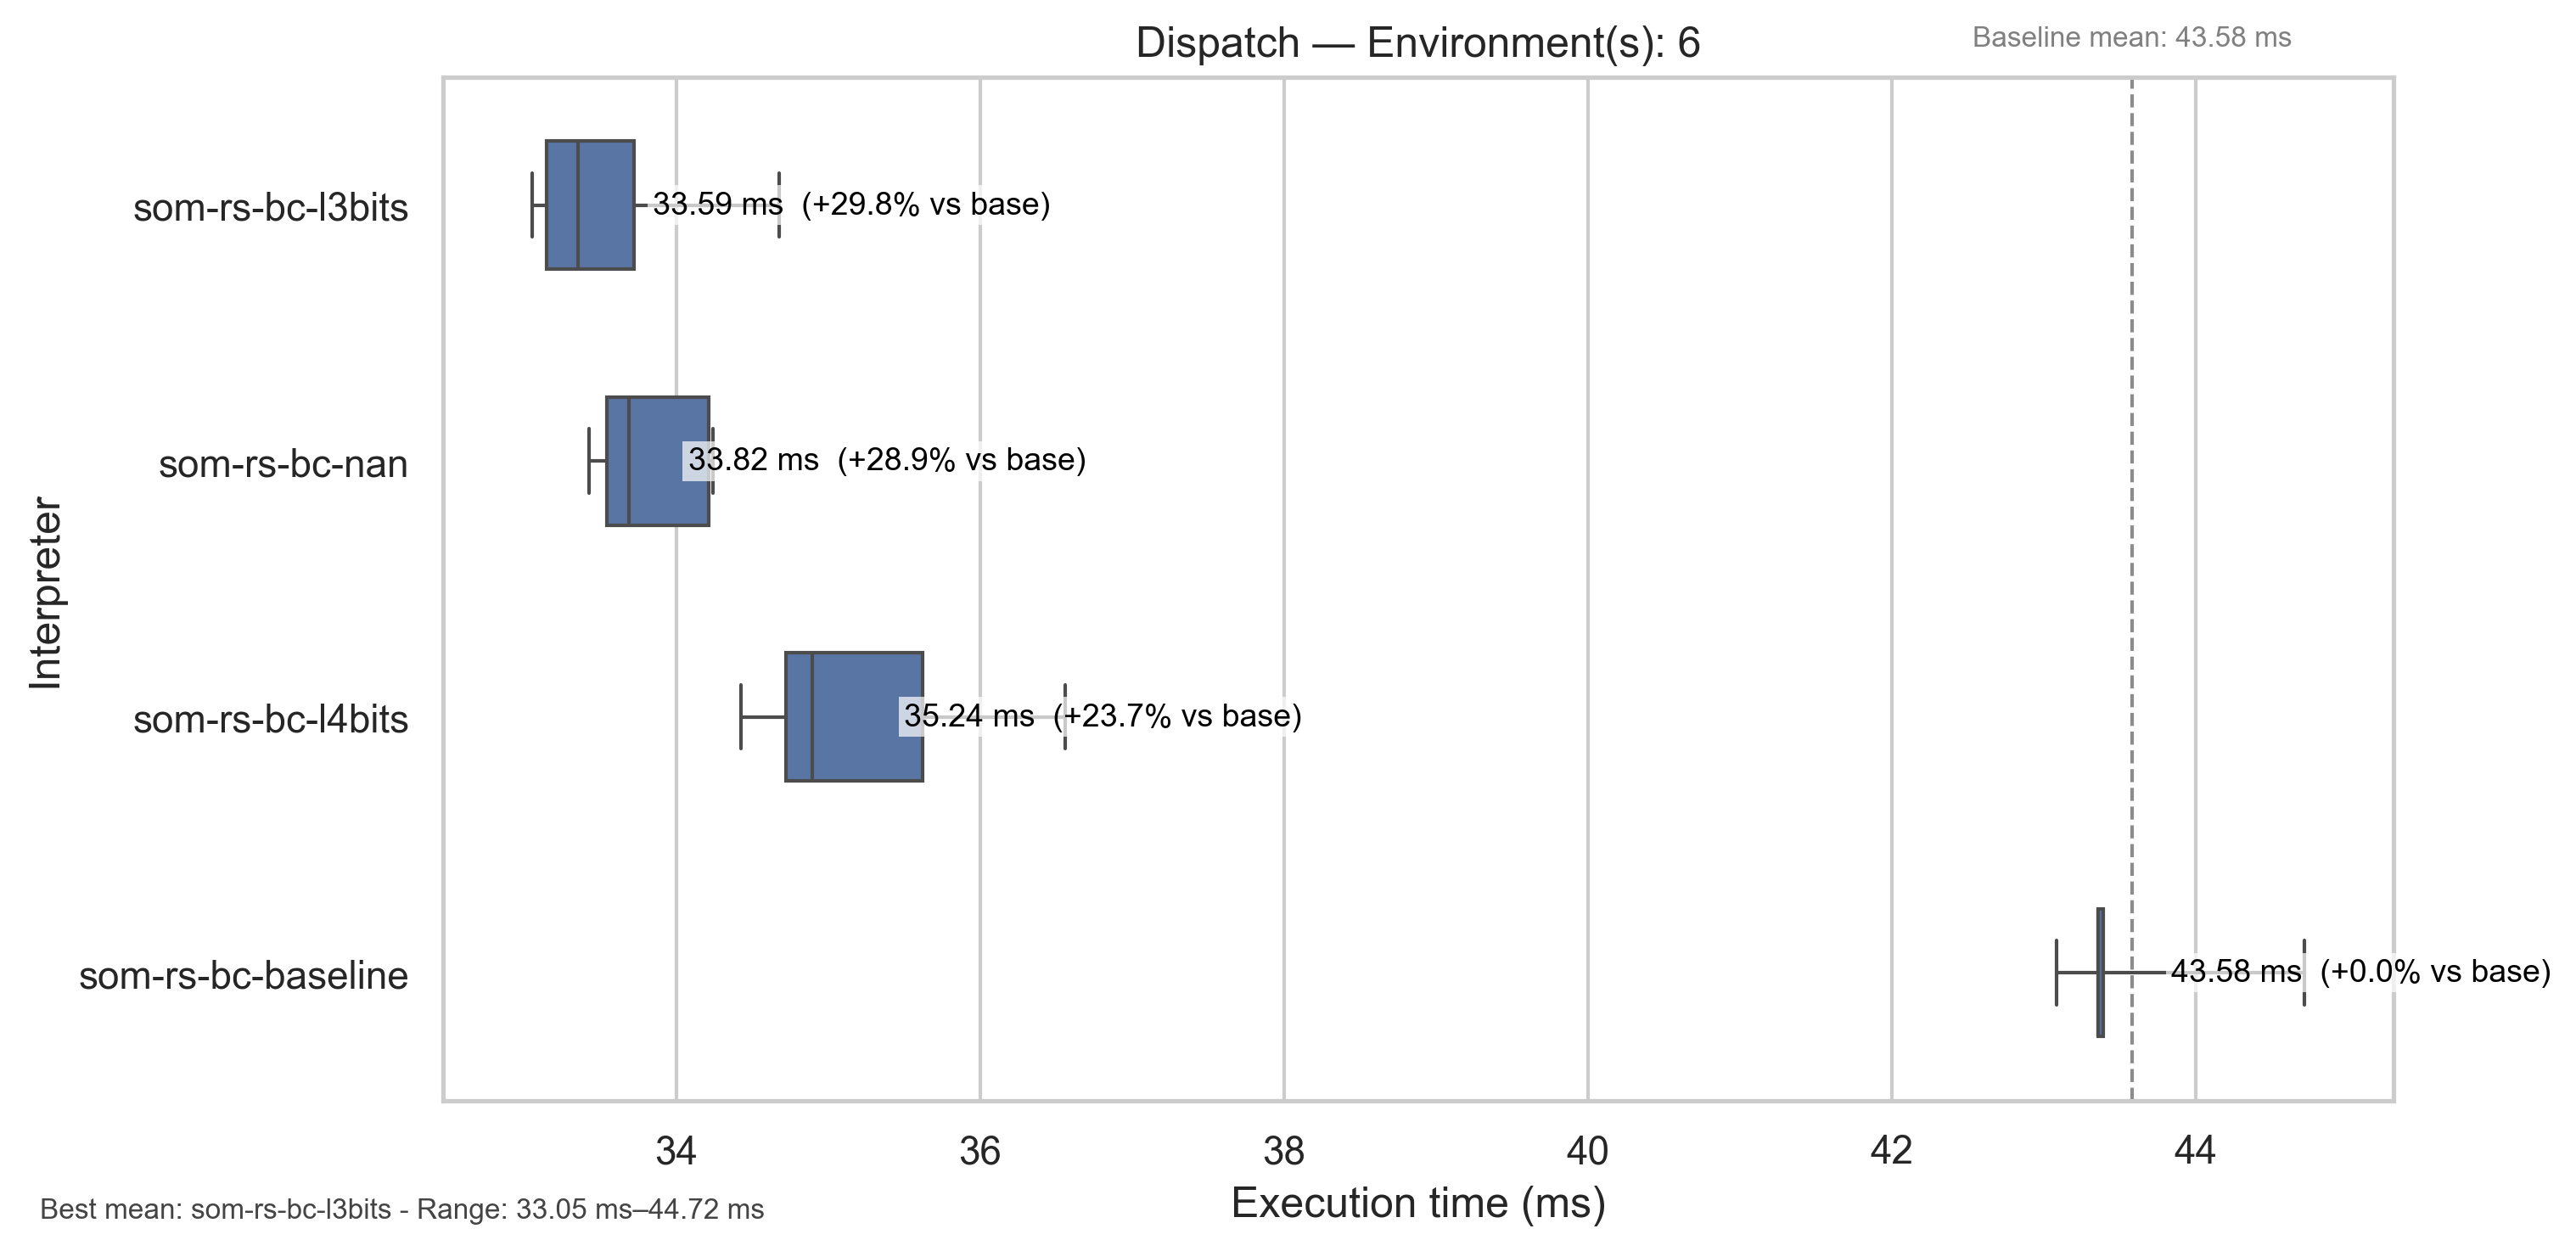 Dispatch — Environment(s): 6
Baseline mean: 43.58 ms
Interpreter
som-rs-bc-l3bits
33.59 ms  (+29.8% vs base)
som-rs-bc-nan
33.82 ms  (+28.9% vs base)
som-rs-bc-l4bits
35.24 ms  (+23.7% vs base)
som-rs-bc-baseline
43.58 ms  (+0.0% vs base)
34 36 38 40 42 44
Execution time (ms)
Best mean: som-rs-bc-l3bits - Range: 33.05 ms–44.72 ms